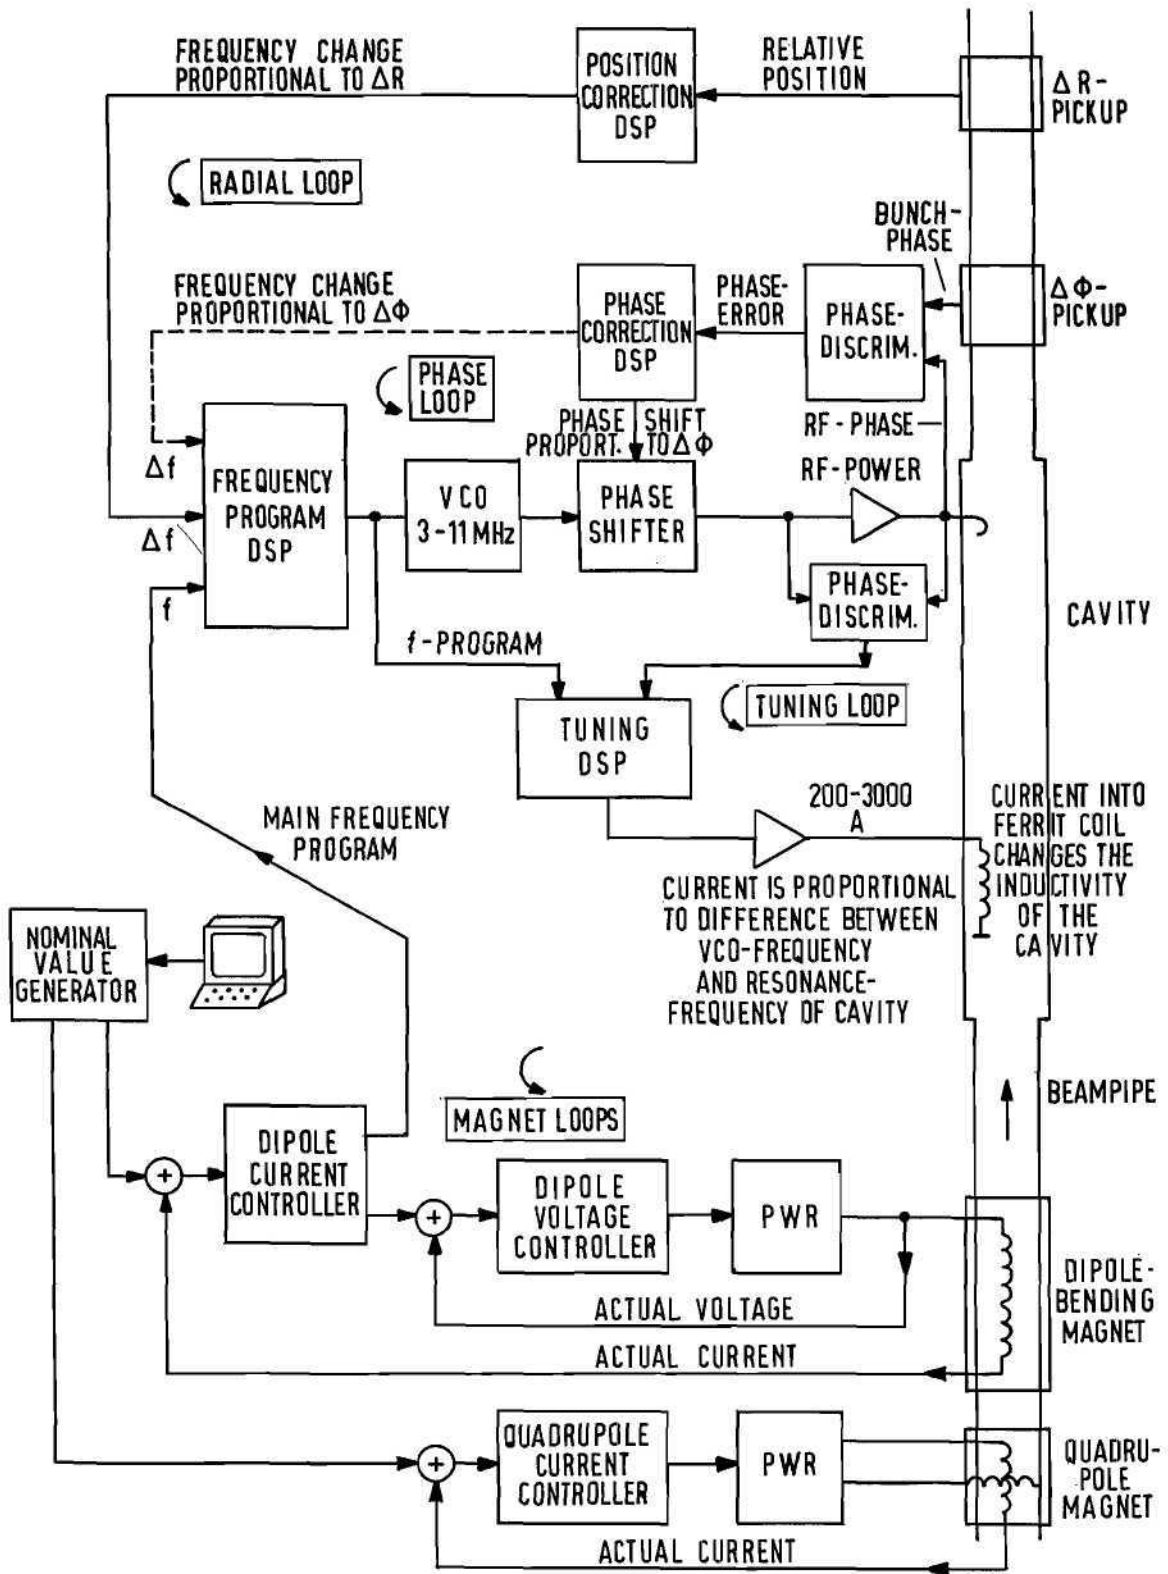 FREQUENCY CHANGE
PROPORTIONAL TO ΔR
POSITION
CORRECTION
DSP
RELATIVE
POSITION
ΔR-
PICKUP
RADIAL LOOP
BUNCH-
PHASE
FREQUENCY CHANGE
PROPORTIONAL TO ΔΦ
PHASE
CORRECTION
DSP
PHASE-
ERROR
PHASE-
DISCRIM.
ΔΦ-
PICKUP
PHASE
LOOP
PHASE SHIFT
PROPORT. TO ΔΦ
RF-PHASE
RF-POWER
Δf
Δf
f
FREQUENCY
PROGRAM
DSP
VCO
3-11 MHz
PHASE
SHIFTER
PHASE-
DISCRIM.
CAVITY
f-PROGRAM
TUNING
DSP
TUNING LOOP
200-3000
A
CURRENT INTO
FERRIT COIL
CHANGES THE
INDUCTIVITY
OF THE
CAVITY
MAIN FREQUENCY
PROGRAM
CURRENT IS PROPORTIONAL
TO DIFFERENCE BETWEEN
VCO-FREQUENCY
AND RESONANCE-
FREQUENCY OF CAVITY
NOMINAL
VALUE
GENERATOR
MAGNET LOOPS
BEAMPIPE
+
DIPOLE
CURRENT
CONTROLLER
+
DIPOLE
VOLTAGE
CONTROLLER
PWR
DIPOLE-
BENDING
MAGNET
ACTUAL VOLTAGE
ACTUAL CURRENT
+
QUADRUPOLE
CURRENT
CONTROLLER
PWR
QUADRU-
POLE
MAGNET
ACTUAL CURRENT